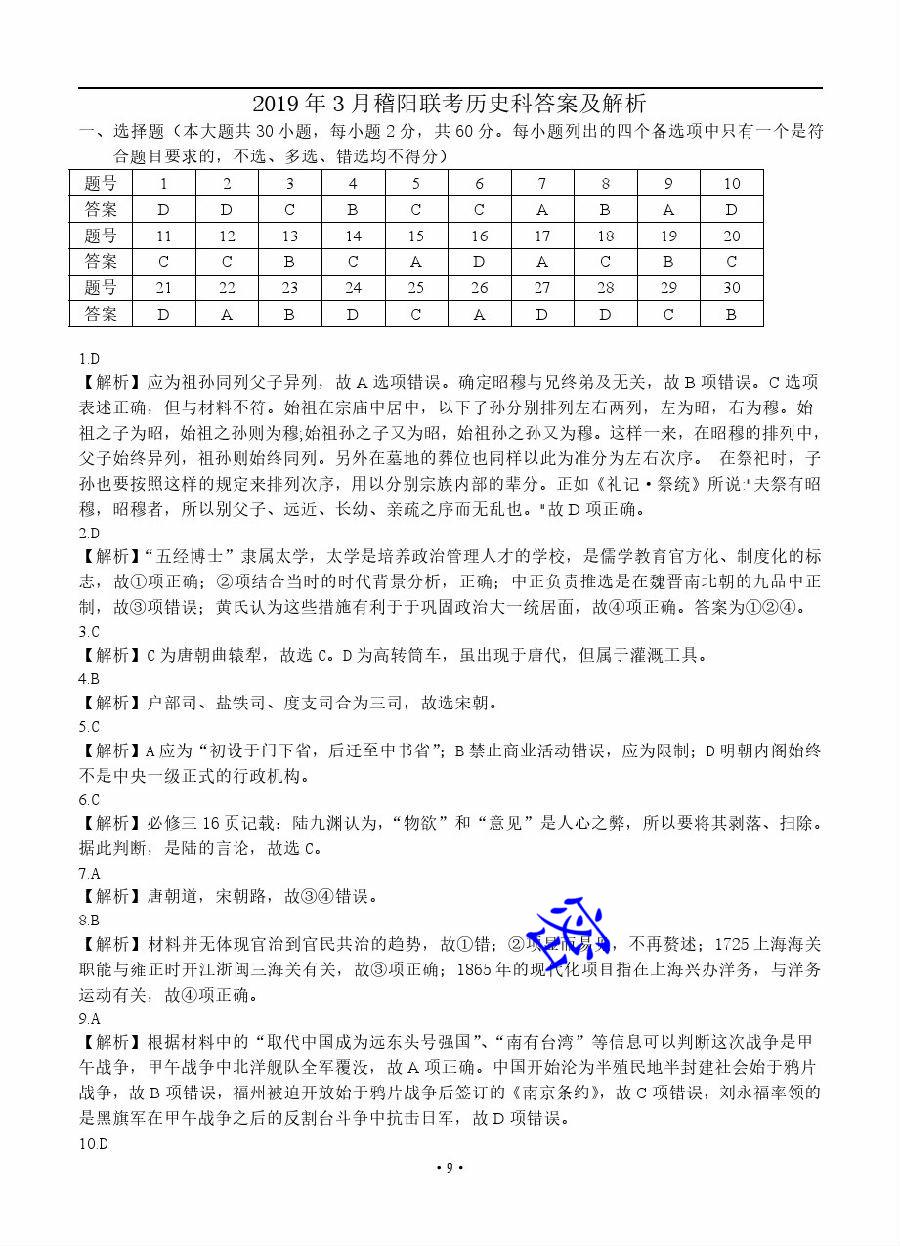 2019 年 3 月稽阳联考历史科答案及解析
一、选择题（本大题共 30 小题，每小题 2 分，共 60 分。每小题列出的四个备选项中只有一个是符
合题目要求的，不选、多选、错选均不得分）
题号 1 2 3 4 5 6 7 8 9 10
答案 D D C B C C A B A D
题号 11 12 13 14 15 16 17 18 19 20
答案 C C B C A D A C B C
题号 21 22 23 24 25 26 27 28 29 30
答案 D A B D C A D D C B
1.D
【解析】应为祖孙同列父子异列，故 A 选项错误。确定昭穆与兄终弟及无关，故 B 项错误。C 选项
表述正确，但与材料不符。始祖在宗庙中居中，以下子孙分别排列左右两列，左为昭，右为穆。始
祖之子为昭，始祖之孙则为穆;始祖孙之子又为昭，始祖孙之孙又为穆。这样一来，在昭穆的排列中，
父子始终异列，祖孙则始终同列。另外在墓地的葬位也同样以此为准分为左右次序。 在祭祀时，子
孙也要按照这样的规定来排列次序，用以分别宗族内部的辈分。正如《礼记·祭统》所说:"夫祭有昭
穆，昭穆者，所以别父子、远近、长幼、亲疏之序而无乱也。"故 D 项正确。
2.D
【解析】“五经博士”隶属太学，太学是培养政治管理人才的学校，是儒学教育官方化、制度化的标
志，故①项正确；②项结合当时的时代背景分析，正确；中正负责推选是在魏晋南北朝的九品中正
制，故③项错误；黄氏认为这些措施有利于于巩固政治大一统居面，故④项正确。答案为①②④。
3.C
【解析】C 为唐朝曲辕犁，故选 C。D 为高转筒车，虽出现于唐代，但属于灌溉工具。
4.B
【解析】户部司、盐铁司、度支司合为三司，故选宋朝。
5.C
【解析】A 应为“初设于门下省，后迁至中书省”；B 禁止商业活动错误，应为限制；D 明朝内阁始终
不是中央一级正式的行政机构。
6.C
【解析】必修三 16 页记载：陆九渊认为，“物欲”和“意见”是人心之弊，所以要将其剥落、扫除。
据此判断，是陆的言论，故选 C。
7.A
【解析】唐朝道，宋朝路，故③④错误。
8.B
【解析】材料并无体现官治到官民共治的趋势，故①错；②项显而易见，不再赘述；1725 上海海关
职能与雍正时开江浙闽三海关有关，故③项正确；1865 年的现代化项目指在上海兴办洋务，与洋务
运动有关，故④项正确。
9.A
【解析】根据材料中的“取代中国成为远东头号强国”、“南有台湾”等信息可以判断这次战争是甲
午战争，甲午战争中北洋舰队全军覆没，故 A 项正确。中国开始沦为半殖民地半封建社会始于鸦片
战争，故 B 项错误，福州被迫开放始于鸦片战争后签订的《南京条约》，故 C 项错误，刘永福率领的
是黑旗军在甲午战争之后的反割台斗争中抗击日军，故 D 项错误。
10.D
·9·